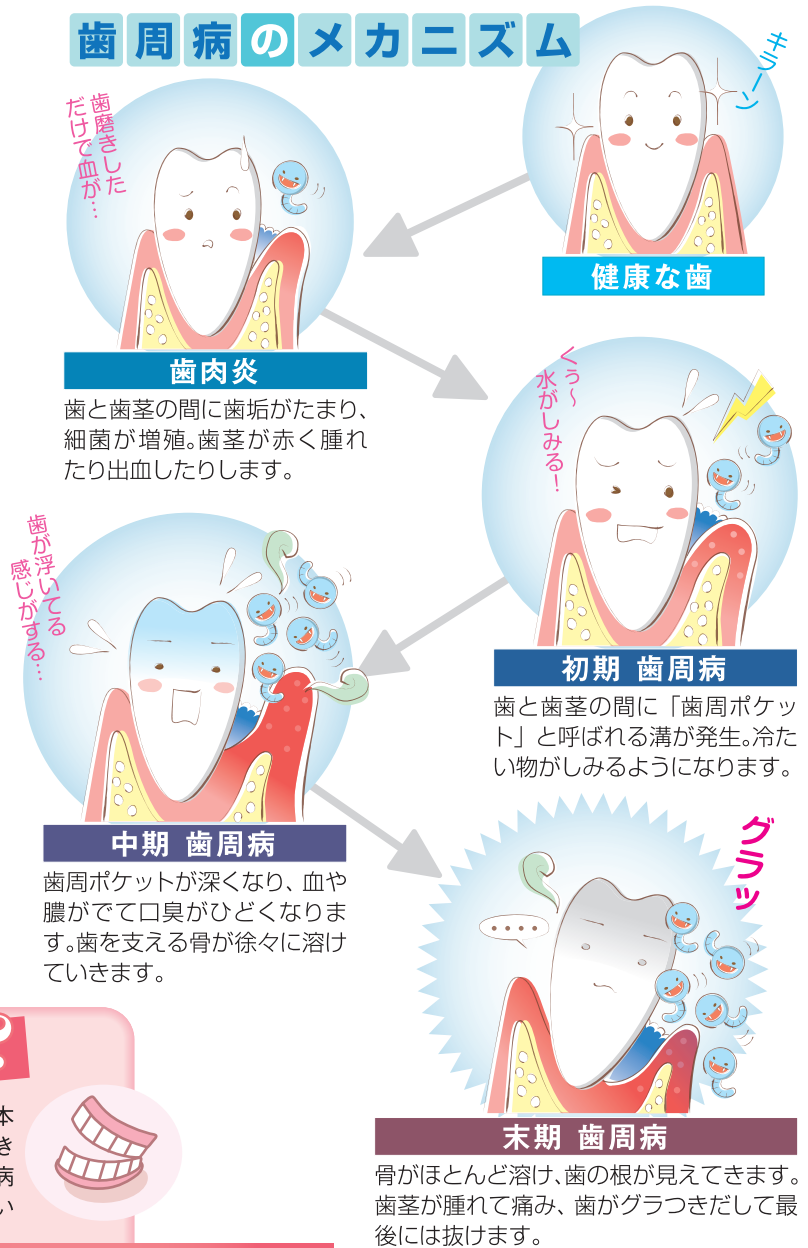 歯周病のメカニズム
キラーン
健康な歯
歯磨きした
だけで血が…
歯肉炎
歯と歯茎の間に歯垢がたまり、
細菌が増殖。歯茎が赤く腫れ
たり出血したりします。
くぅ～
水がしみる！
初期 歯周病
歯と歯茎の間に「歯周ポケッ
ト」と呼ばれる溝が発生。冷た
い物がしみるようになります。
歯が浮いてる
感じがする…
中期 歯周病
歯周ポケットが深くなり、血や
膿がでて口臭がひどくなりま
す。歯を支える骨が徐々に溶け
ていきます。
グラッ
••••
末期 歯周病
骨がほとんど溶け、歯の根が見えてきます。
歯茎が腫れて痛み、歯がグラつきだして最
後には抜けます。
本
き
病
い